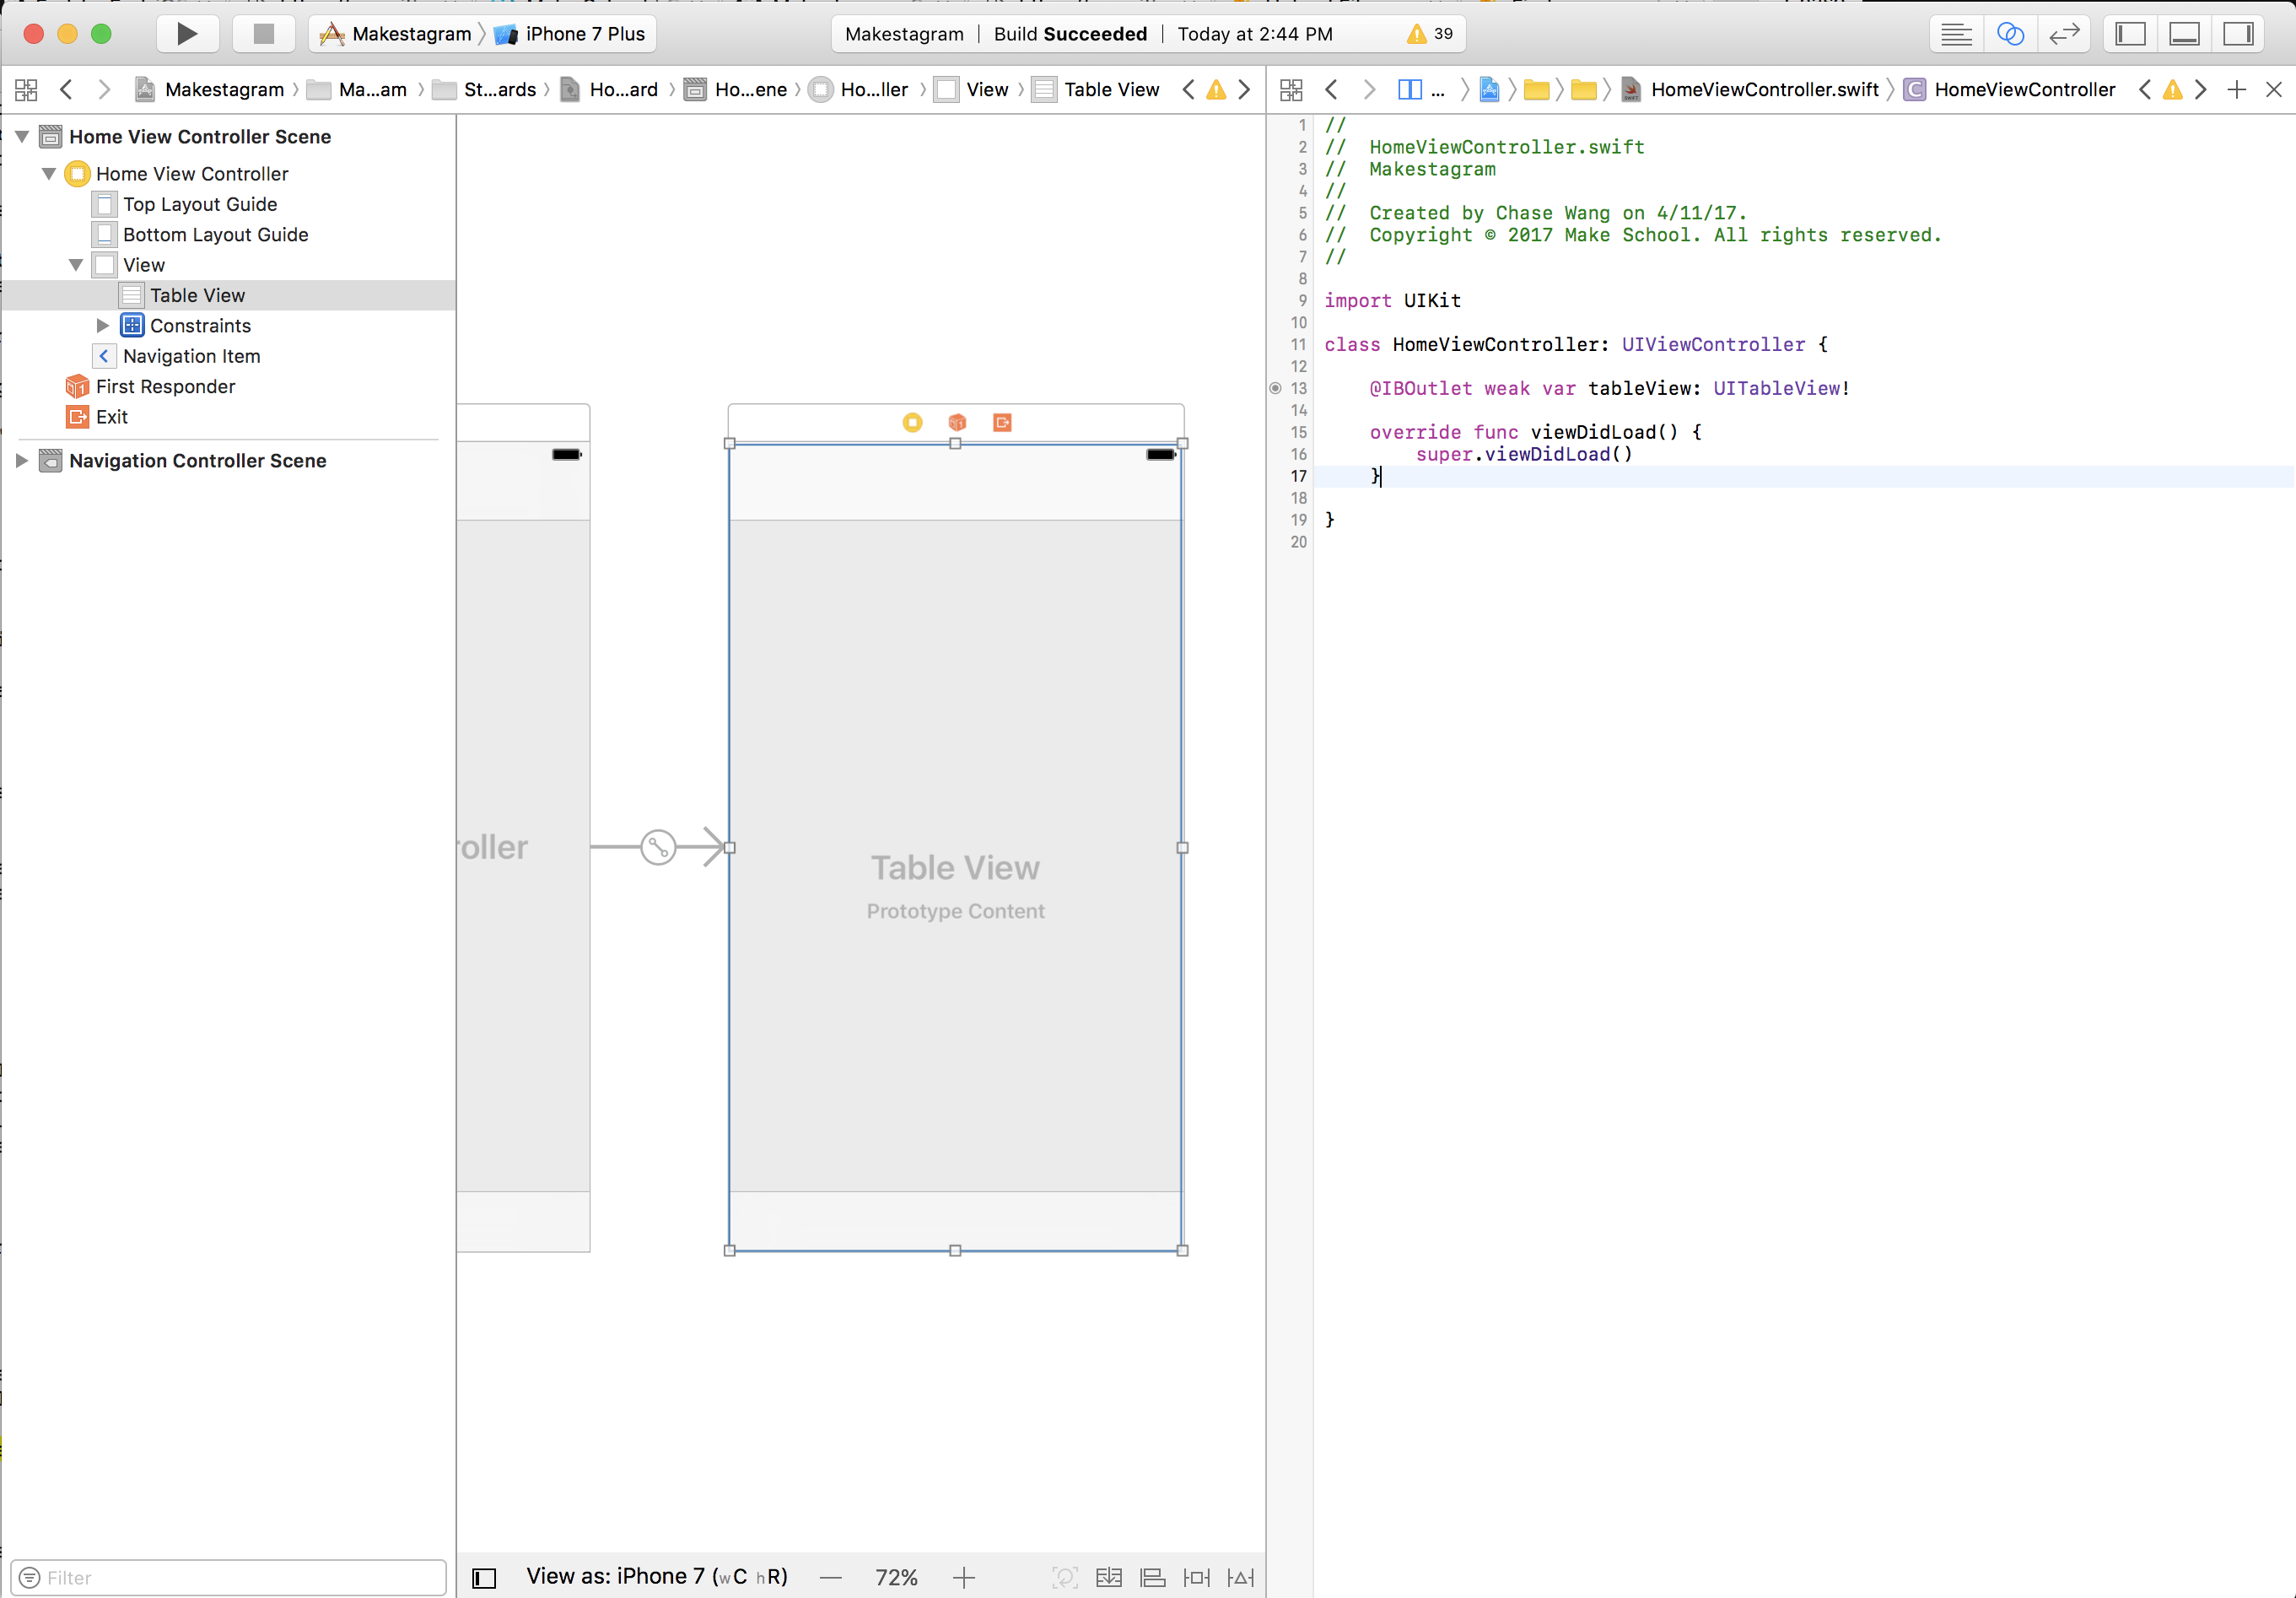 Makestagram
iPhone 7 Plus
Makestagram
Build Succeeded
Today at 2:44 PM
39
Makestagram
Ma...am
St...ards
Ho...ard
Ho...ene
Ho...ller
View
Table View
...
HomeViewController.swift
C
HomeViewController
Home View Controller Scene
Home View Controller
Top Layout Guide
Bottom Layout Guide
View
Table View
Constraints
Navigation Item
First Responder
Exit
Navigation Controller Scene
roller
Table View
Prototype Content
1 //
2 //  HomeViewController.swift
3 //  Makestagram
4 //
5 //  Created by Chase Wang on 4/11/17.
6 //  Copyright © 2017 Make School. All rights reserved.
7 //
8
9 import UIKit
10
11 class HomeViewController: UIViewController {
12
13     @IBOutlet weak var tableView: UITableView!
14
15     override func viewDidLoad() {
16         super.viewDidLoad()
17     }
18
19 }
20
Filter
View as: iPhone 7 (wC hR)
72%